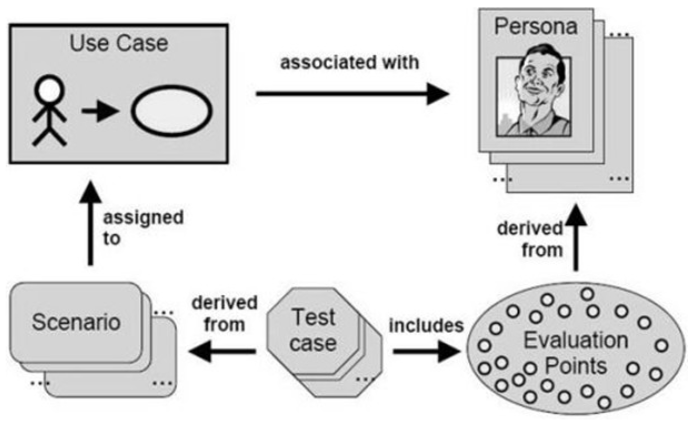 Use Case
Persona
associated with
...
...
assigned
to
derived
from
Scenario
...
...
derived
from
Test
case
...
includes
Evaluation
Points